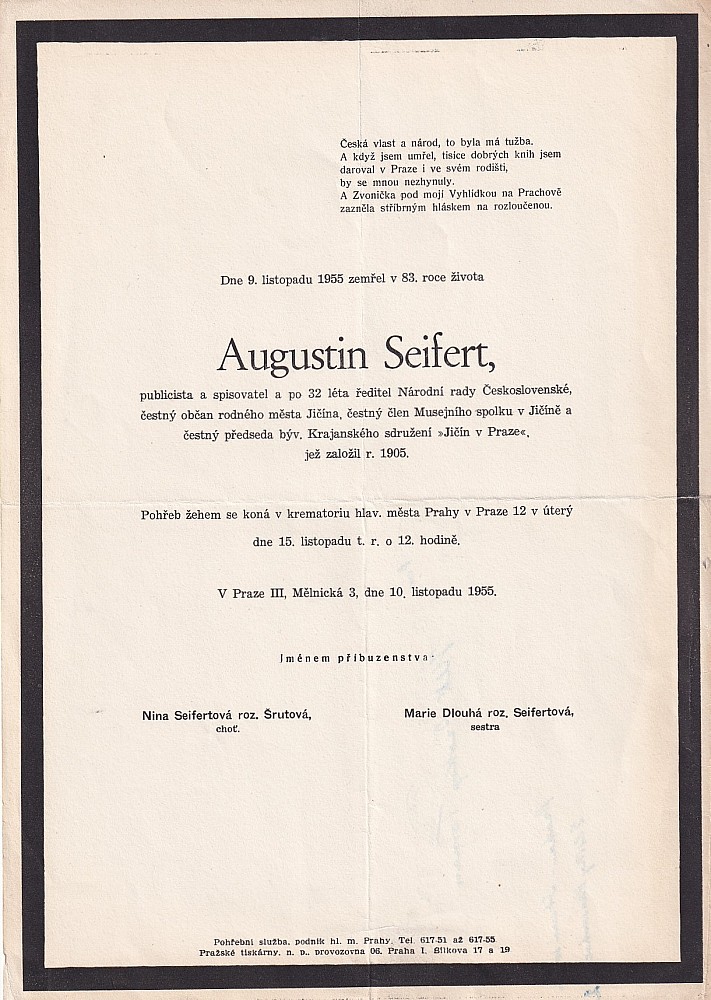 Česká vlast a národ, to byla má tužba.
A když jsem umřel, tisíce dobrých knih jsem
daroval v Praze i ve svém rodišti,
by se mnou nezhynuly.
A Zvonička pod mojí Vyhlídkou na Prachově
zazněla stříbrným hláskem na rozloučenou.
Dne 9. listopadu 1955 zemřel v 83. roce života
Augustin Seifert,
publicista a spisovatel a po 32 léta ředitel Národní rady Československé,
čestný občan rodného města Jičína, čestný člen Musejního spolku v Jičíně a
čestný předseda býv. Krajanského sdružení »Jičín v Praze«,
jež založil r. 1905.
Pohřeb žehem se koná v krematoriu hlav. města Prahy v Praze 12 v úterý
dne 15. listopadu t. r. o 12. hodině.
V Praze III, Mělnická 3, dne 10. listopadu 1955.
Jménem příbuzenstva:
Nina Seifertová roz. Šrutová,
choť.
Marie Dlouhá roz. Seifertová,
sestra
Pohřební služba, podnik hl. m. Prahy. Tel. 617-51 až 617-55
Pražské tiskárny, n. p., provozovna 06, Praha I, Bílkova 17 a 19